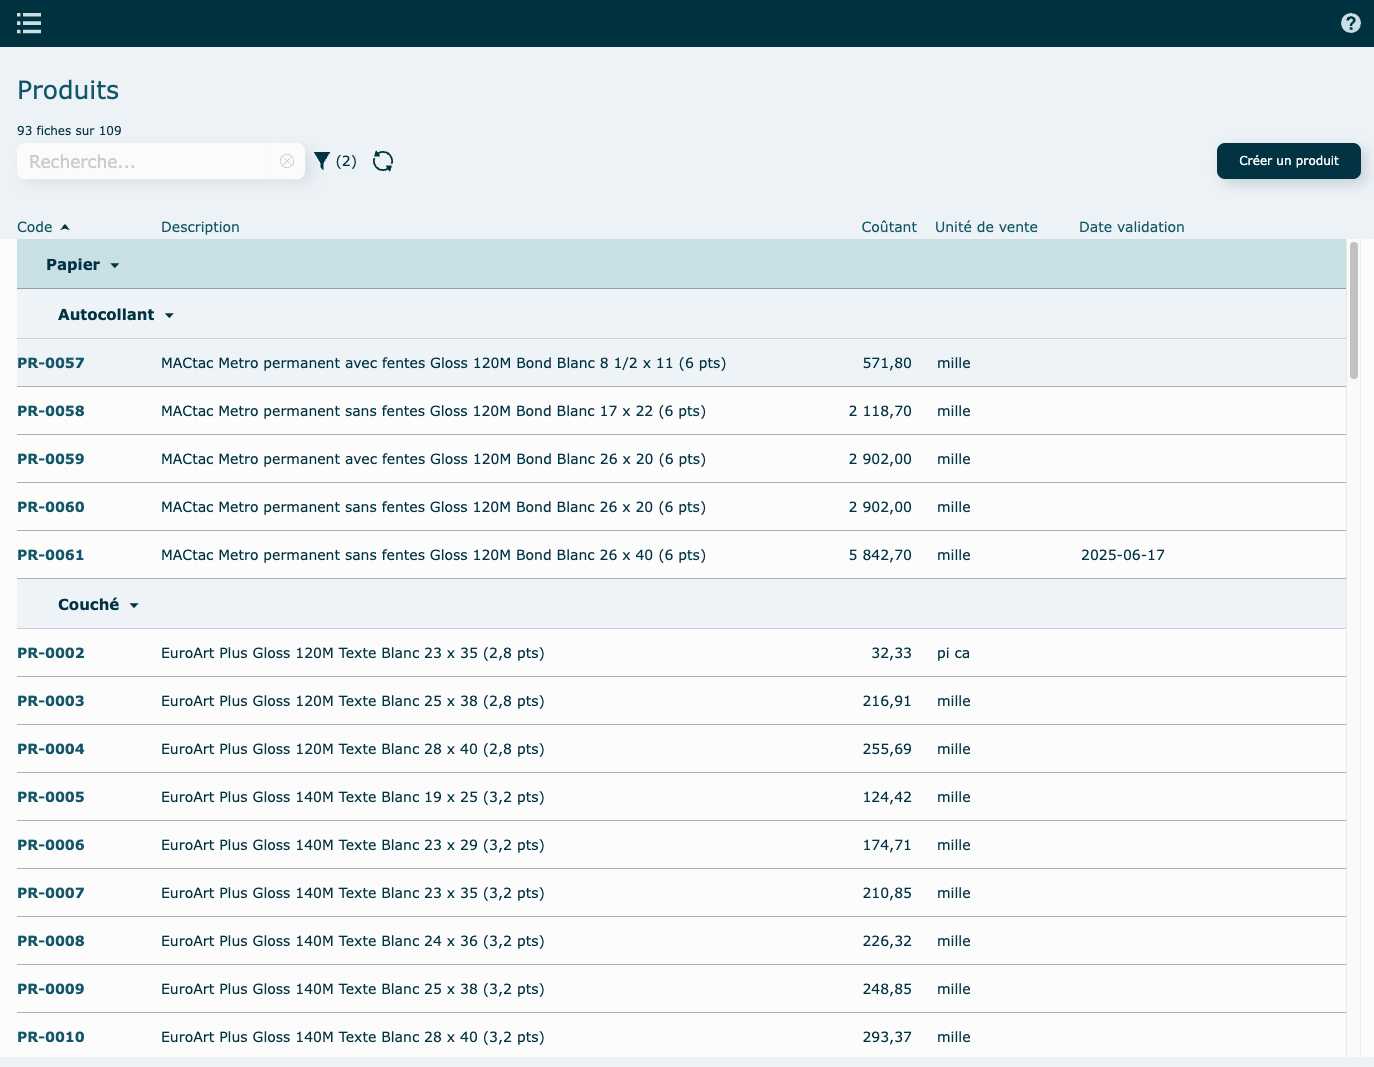 Produits
93 fiches sur 109
Recherche...
(2)
Créer un produit
Code Description Coûtant Unité de vente Date validation
Papier
Autocollant
PR-0057 MACtac Metro permanent avec fentes Gloss 120M Bond Blanc 8 1/2 x 11 (6 pts) 571,80 mille
PR-0058 MACtac Metro permanent sans fentes Gloss 120M Bond Blanc 17 x 22 (6 pts) 2 118,70 mille
PR-0059 MACtac Metro permanent avec fentes Gloss 120M Bond Blanc 26 x 20 (6 pts) 2 902,00 mille
PR-0060 MACtac Metro permanent sans fentes Gloss 120M Bond Blanc 26 x 20 (6 pts) 2 902,00 mille
PR-0061 MACtac Metro permanent sans fentes Gloss 120M Bond Blanc 26 x 40 (6 pts) 5 842,70 mille 2025-06-17
Couché
PR-0002 EuroArt Plus Gloss 120M Texte Blanc 23 x 35 (2,8 pts) 32,33 pi ca
PR-0003 EuroArt Plus Gloss 120M Texte Blanc 25 x 38 (2,8 pts) 216,91 mille
PR-0004 EuroArt Plus Gloss 120M Texte Blanc 28 x 40 (2,8 pts) 255,69 mille
PR-0005 EuroArt Plus Gloss 140M Texte Blanc 19 x 25 (3,2 pts) 124,42 mille
PR-0006 EuroArt Plus Gloss 140M Texte Blanc 23 x 29 (3,2 pts) 174,71 mille
PR-0007 EuroArt Plus Gloss 140M Texte Blanc 23 x 35 (3,2 pts) 210,85 mille
PR-0008 EuroArt Plus Gloss 140M Texte Blanc 24 x 36 (3,2 pts) 226,32 mille
PR-0009 EuroArt Plus Gloss 140M Texte Blanc 25 x 38 (3,2 pts) 248,85 mille
PR-0010 EuroArt Plus Gloss 140M Texte Blanc 28 x 40 (3,2 pts) 293,37 mille